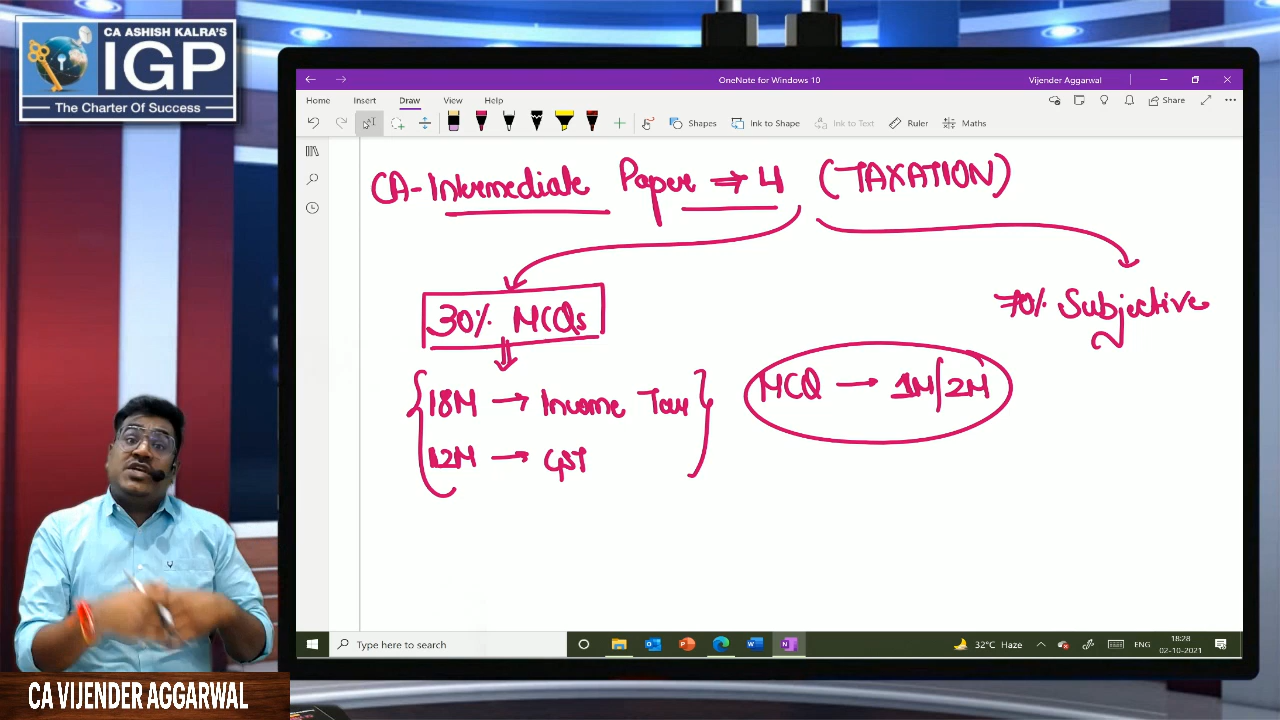 CA ASHISH KALRA'S
IGP
The Charter Of Success
OneNote for Windows 10
Vijender Aggarwal
Home Insert Draw View Help
Share
Shapes Ink to Shape Ink to Text Ruler Maths
CA-Intermediate Paper ⇒ 4 (TAXATION)
30% MCQs
70% Subjective
18M → Income Tax
12M → GST
MCQ → 1M/2M
Type here to search
32°C Haze
ENG
18:28
02-10-2021
CA VIJENDER AGGARWAL